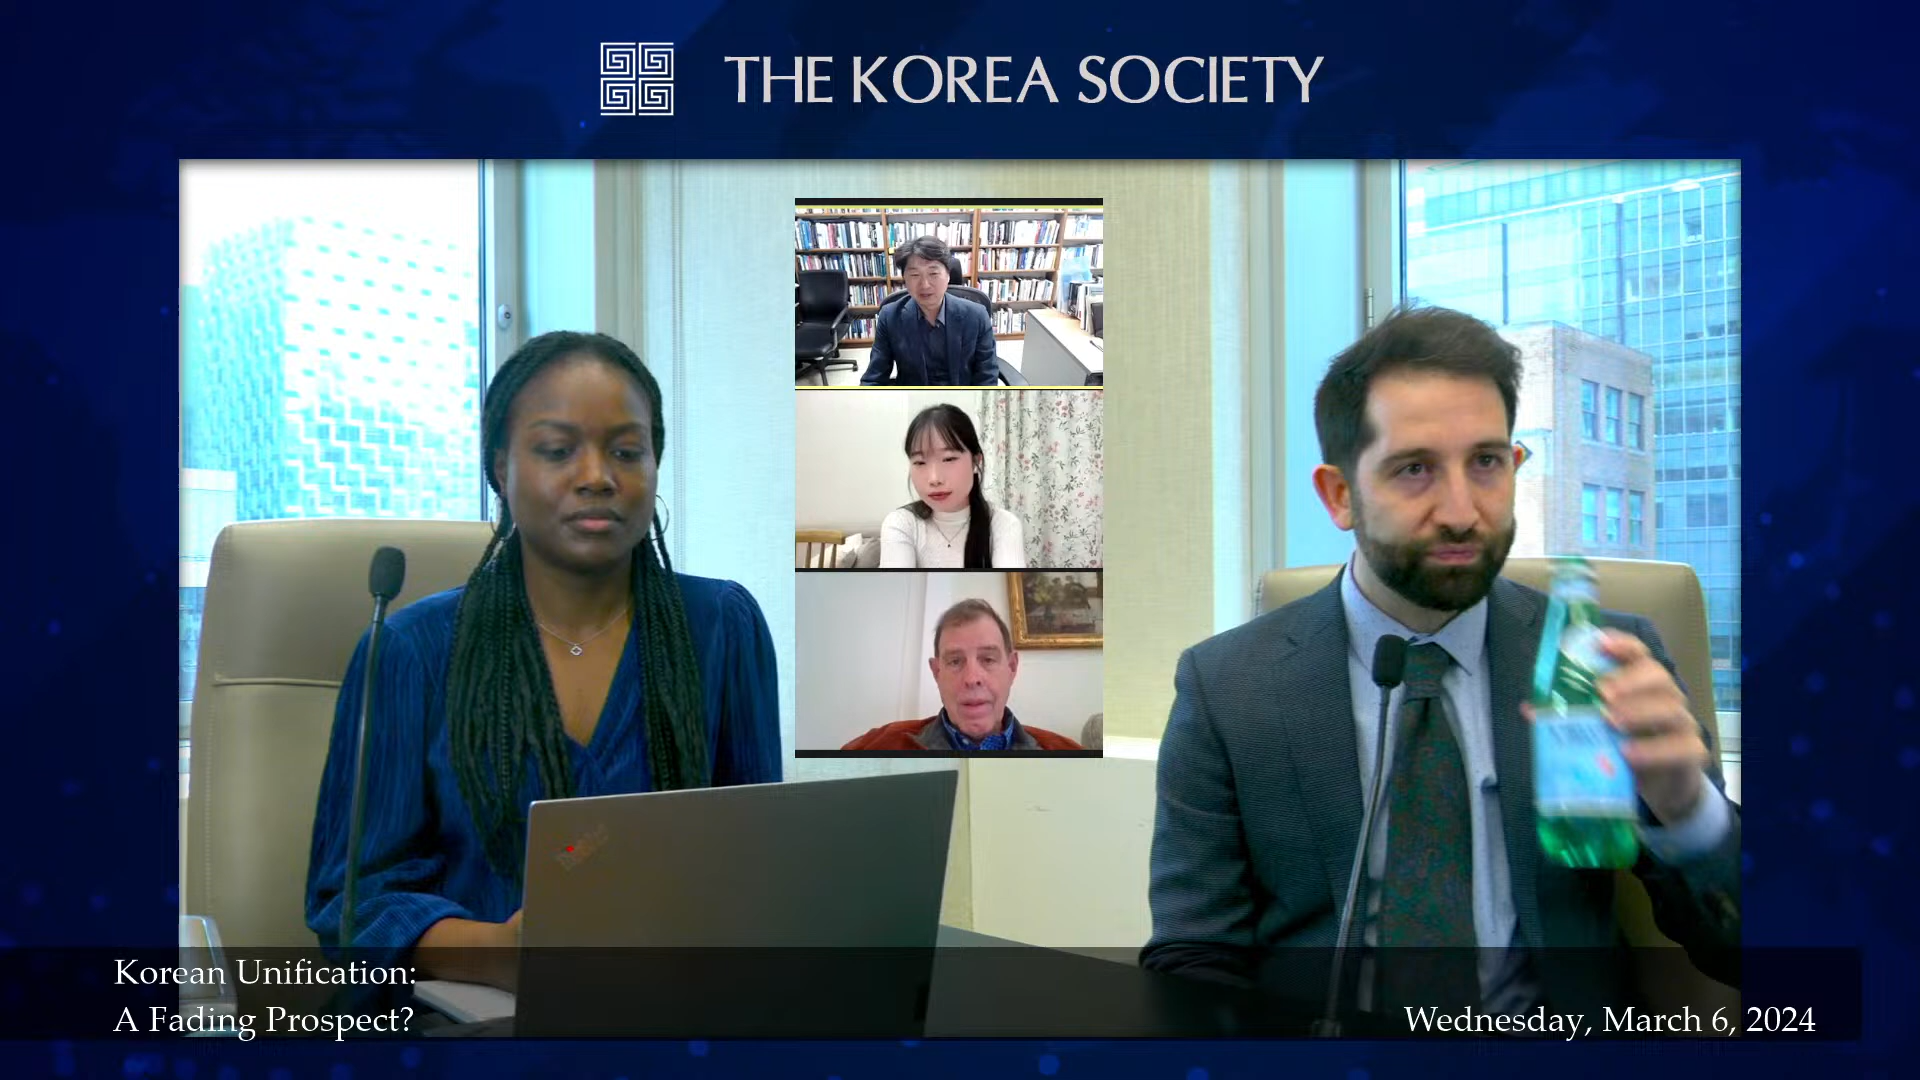 THE KOREA SOCIETY
Korean Unification:
A Fading Prospect?
Wednesday, March 6, 2024